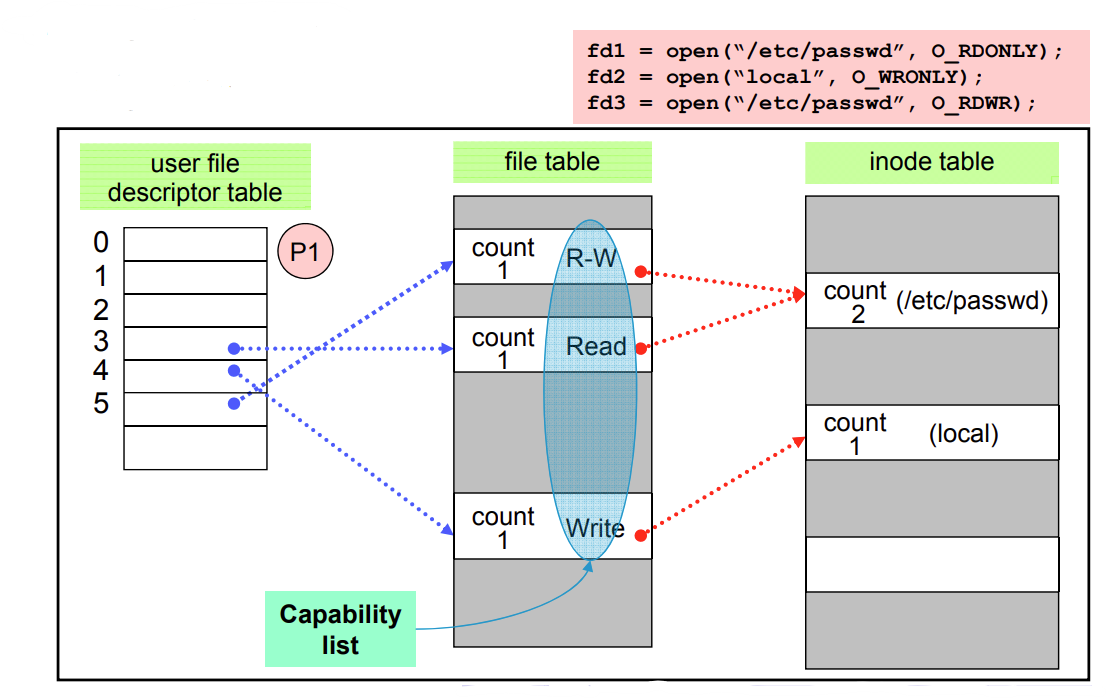 fd1 = open(“/etc/passwd”, O_RDONLY);
fd2 = open(“local”, O_WRONLY);
fd3 = open(“/etc/passwd”, O_RDWR);
user file
descriptor table
file table
inode table
0
1
2
3
4
5
P1
count
1
R-W
count
1
Read
count
1
Write
count
2
(/etc/passwd)
count
1
(local)
Capability
list